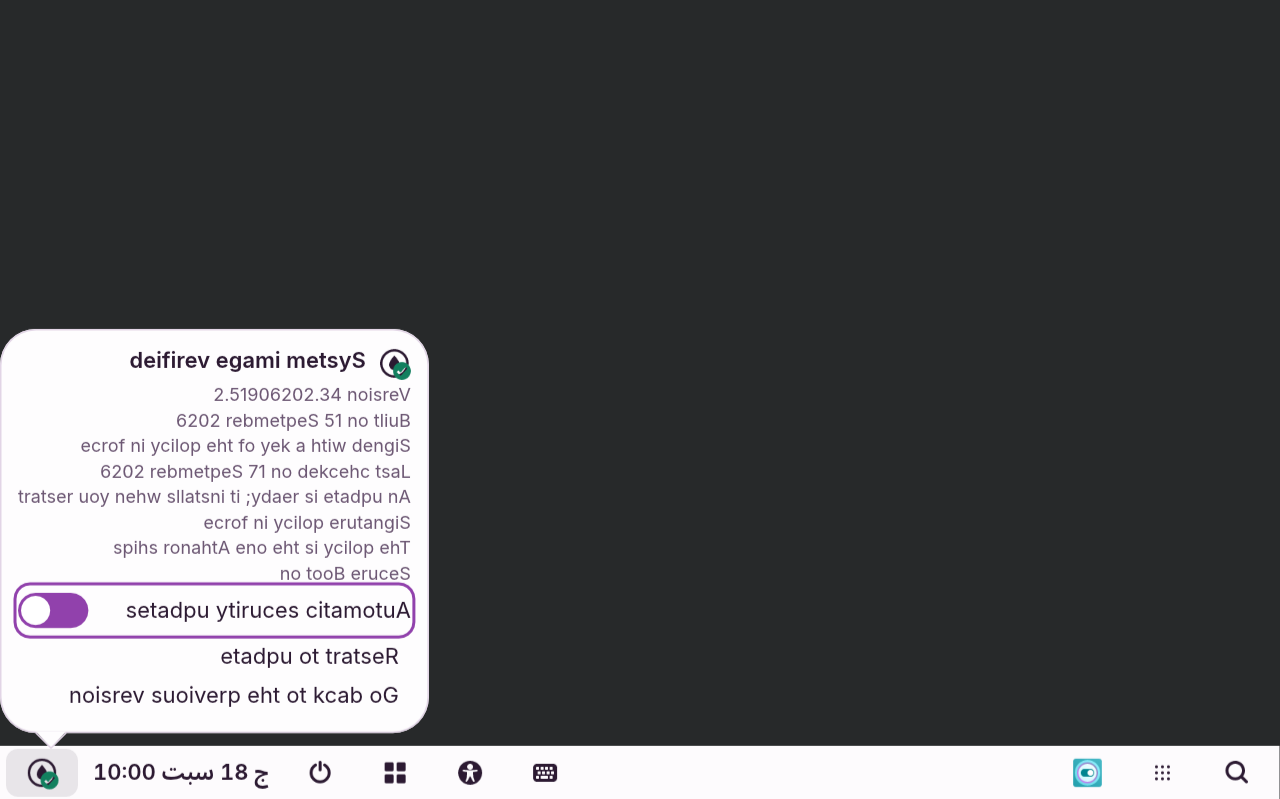 deifirev egami metsyS
2.51906202.34 noisreV
6202 rebmetpeS 51 no tliuB
ecrof ni ycilop eht fo yek a htiw dengiS
6202 rebmetpeS 71 no dekcehc tsaL
tratser uoy nehw sllatsni ti ;ydaer si etadpu nA
ecrof ni ycilop erutangiS
spihs ronahtA eno eht si ycilop ehT
no tooB eruceS
setadpu ytiruces citamotuA
etadpu ot tratseR
noisrev suoiverp eht ot kcab oG
ج 18 سبت 10:00